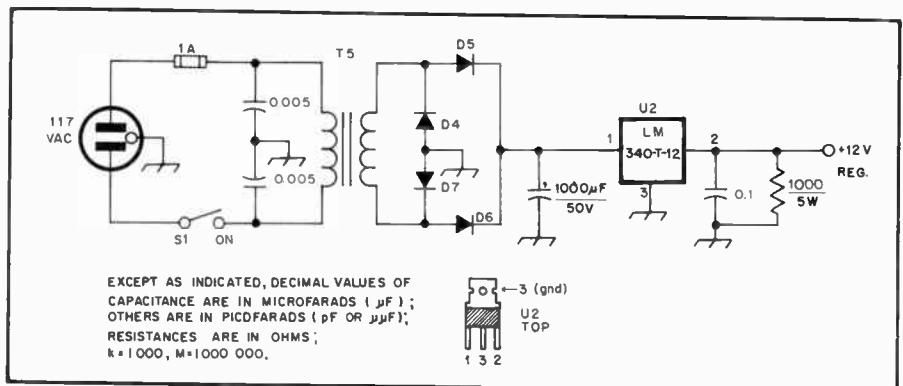 1A
T5
D5
0.005
D4
117
VAC
0.005
D7
D6
1000µF
50V
U2
LM
340-T-12
1
2
3
+12V
REG.
0.1
1000
5W
S1 ON
EXCEPT AS INDICATED, DECIMAL VALUES OF
CAPACITANCE ARE IN MICROFARADS ( µF ) ;
OTHERS ARE IN PICOFARADS ( pF OR µµF);
RESISTANCES ARE IN OHMS;
k=1000, M=1000 000.
3 (gnd)
U2
TOP
1 3 2